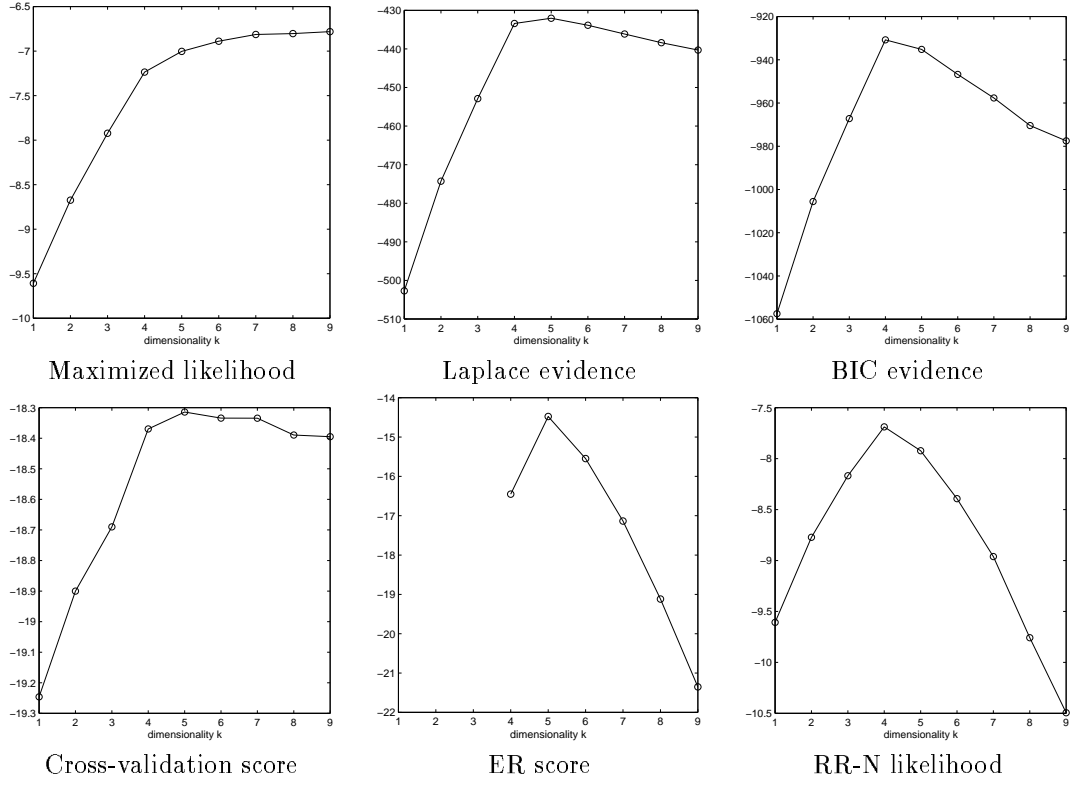 −6.5
−7
−7.5
−8
−8.5
−9
−9.5
−10
1 2 3 4 5 6 7 8 9
dimensionality k
Maximized likelihood
−430
−440
−450
−460
−470
−480
−490
−500
−510
1 2 3 4 5 6 7 8 9
dimensionality k
Laplace evidence
−920
−940
−960
−980
−1000
−1020
−1040
−1060
1 2 3 4 5 6 7 8 9
dimensionality k
BIC evidence
−18.3
−18.4
−18.5
−18.6
−18.7
−18.8
−18.9
−19
−19.1
−19.2
−19.3
1 2 3 4 5 6 7 8 9
dimensionality k
Cross-validation score
−14
−15
−16
−17
−18
−19
−20
−21
−22
1 2 3 4 5 6 7 8 9
dimensionality k
ER score
−7.5
−8
−8.5
−9
−9.5
−10
−10.5
1 2 3 4 5 6 7 8 9
dimensionality k
RR-N likelihood